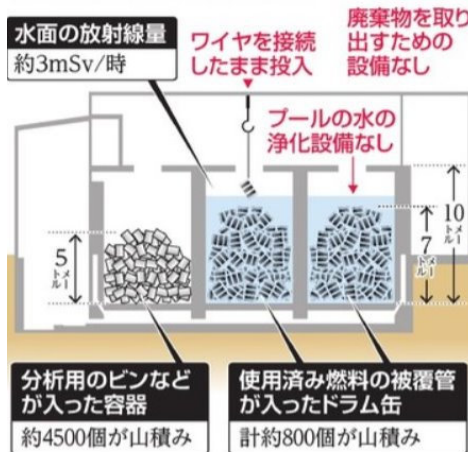 水面の放射線量
約3mSv/時
ワイヤを接続
したまま投入
廃棄物を取り
出すための
設備なし
プールの水の
浄化設備なし
5メートル
10メートル
7メートル
分析用のビンなど
が入った容器
約4500個が山積み
使用済み燃料の被覆管
が入ったドラム缶
計約800個が山積み